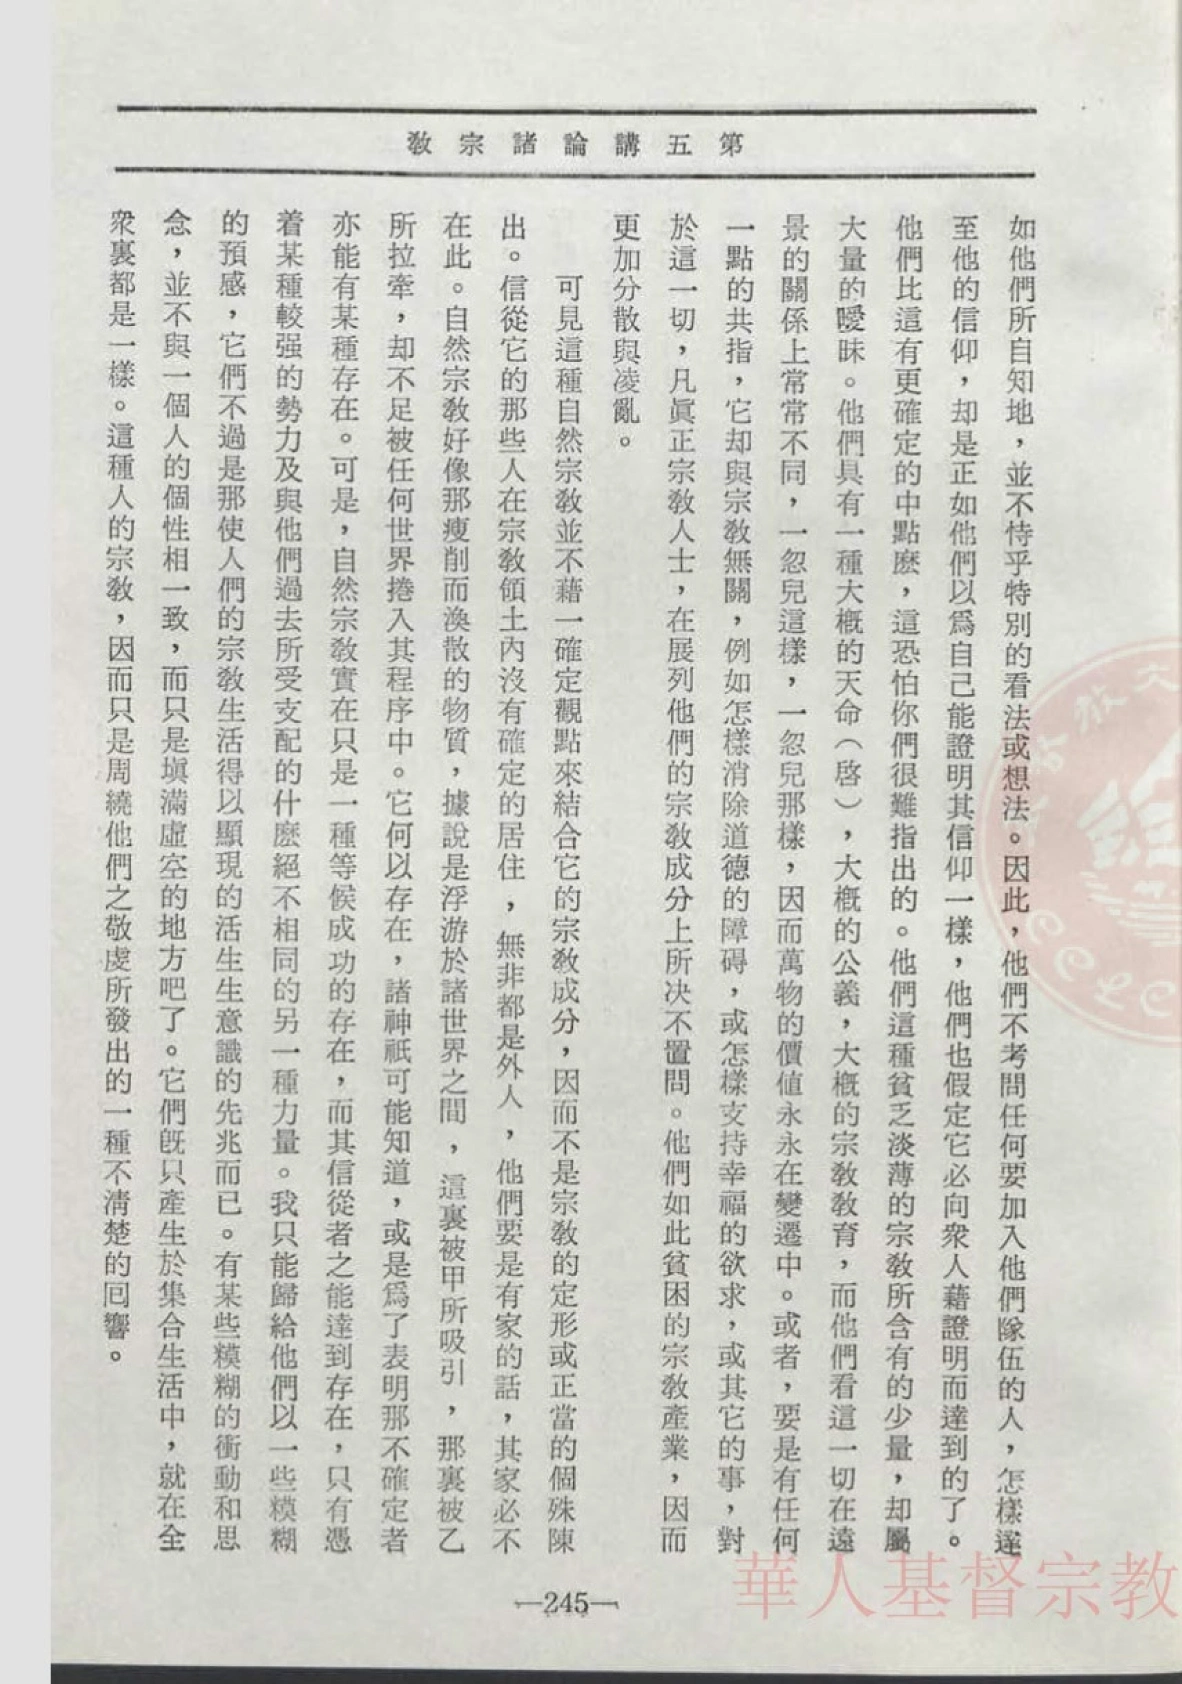 第五講論諸宗教
如他們所自知地，並不恃乎特別的看法或想法。因此，他們不考問任何要加入他們隊伍的人，怎樣遂
至他的信仰，却是正如他們以爲自己能證明其信仰一樣，他們也假定它必向衆人藉證明而達到的了。
他們比這有更確定的中點麽，這恐怕你們很難指出的。他們這種貧乏淡薄的宗教所含有的少量，却屬
大量的曖昧。他們具有一種大概的天命（啓），大概的公義，大概的宗教教育，而他們看這一切在遠
景的關係上常常不同，一忽兒這樣，一忽兒那樣，因而萬物的價値永永在變遷中。或者，要是有任何
一點的共指，它却與宗教無關，例如怎樣消除道德的障碍，或怎樣支持幸福的欲求，或其它的事，對
於這一切，凡眞正宗教人士，在展列他們的宗教成分上所决不置問。他們如此貧困的宗教產業，因而
更加分散與凌亂。
可見這種自然宗教並不藉一確定觀點來結合它的宗教成分，因而不是宗教的定形或正當的個殊陳
出。信從它的那些人在宗教領土內沒有確定的居住，無非都是外人，他們要是有家的話，其家必不
在此。自然宗教好像那瘦削而渙散的物質，據說是浮游於諸世界之間，這裏被甲所吸引，那裏被乙
所拉牽，却不足被任何世界捲入其程序中。它何以存在，諸神祇可能知道，或是爲了表明那不確定者
亦能有某種存在。可是，自然宗教實在只是一種等候成功的存在，而其信從者之能達到存在，只有憑
着某種較强的勢力及與他們過去所受支配的什麽絕不相同的另一種力量。我只能歸給他們以一些糢糊
的預感，它們不過是那使人們的宗教生活得以顯現的活生生意識的先兆而已。有某些糢糊的衝動和思
念，並不與一個人的個性相一致，而只是塡滿虛空的地方吧了。它們旣只產生於集合生活中，就在全
衆裏都是一樣。這種人的宗教，因而只是周繞他們之敬虔所發出的一種不清楚的囘響。
—245—
華人基督宗教